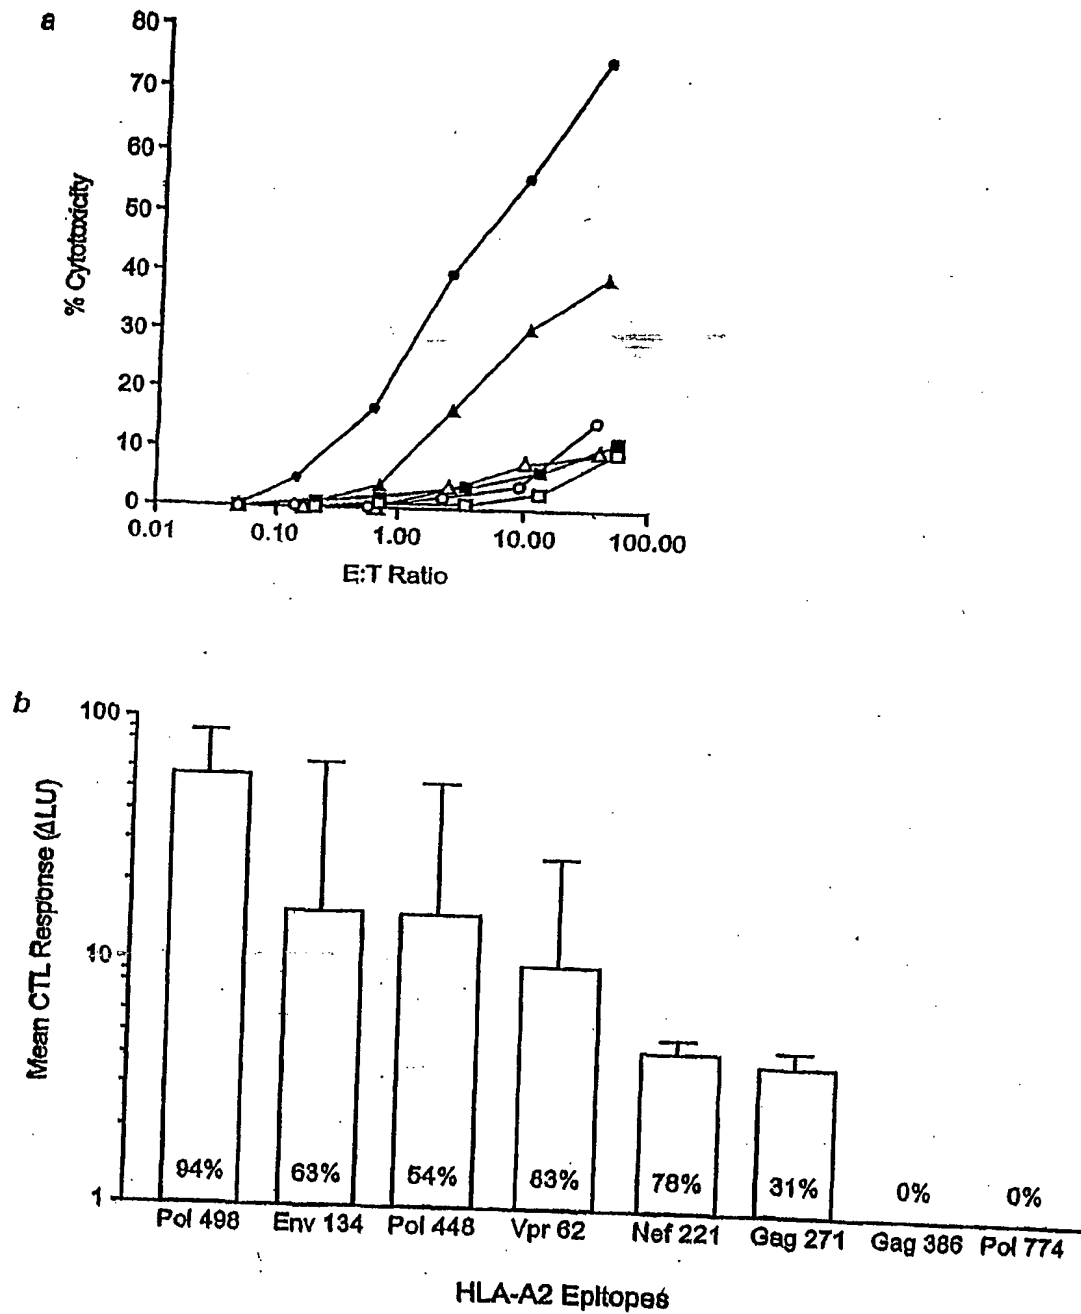 a
80
70
60
50
40
30
20
10
0
% Cytotoxicity
0.01 0.10 1.00 10.00 100.00
E:T Ratio
b
100
10
1
Mean CTL Response (ΔLU)
94% 63% 54% 83% 78% 31% 0% 0%
Pol 498 Env 134 Pol 448 Vpr 62 Nef 221 Gag 271 Gag 386 Pol 774
HLA-A2 Epitopes